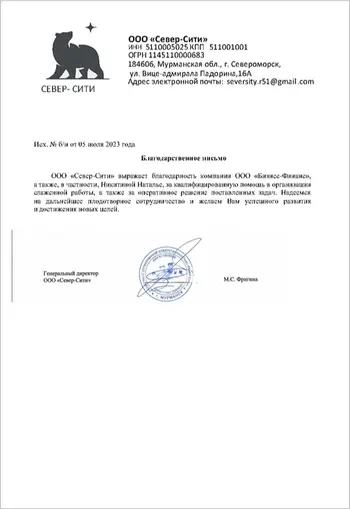 ООО «Север-Сити»
ИНН 5110005025 КПП 511001001
ОГРН 1145110000683
184606, Мурманская обл., г. Североморск,
ул. Вице-адмирала Падорина,16А
Адрес электронной почты: severity.r51@gmail.com
СЕВЕР- СИТИ
Исх. № б/н от 05 июля 2023 года
Благодарственное письмо
ООО «Север-Сити» выражает благодарность компании ООО «Бизнес-Финанс»,
а также, в частности, Никитиной Наталье, за квалифицированную помощь в организации
слаженной работы, а также за оперативное решение поставленных задач. Надеемся
на дальнейшее плодотворное сотрудничество и желаем Вам успешного развития
и достижения новых целей.
Генеральный директор
ООО «Север-Сити»
М.С.
г. МУРМАНСК